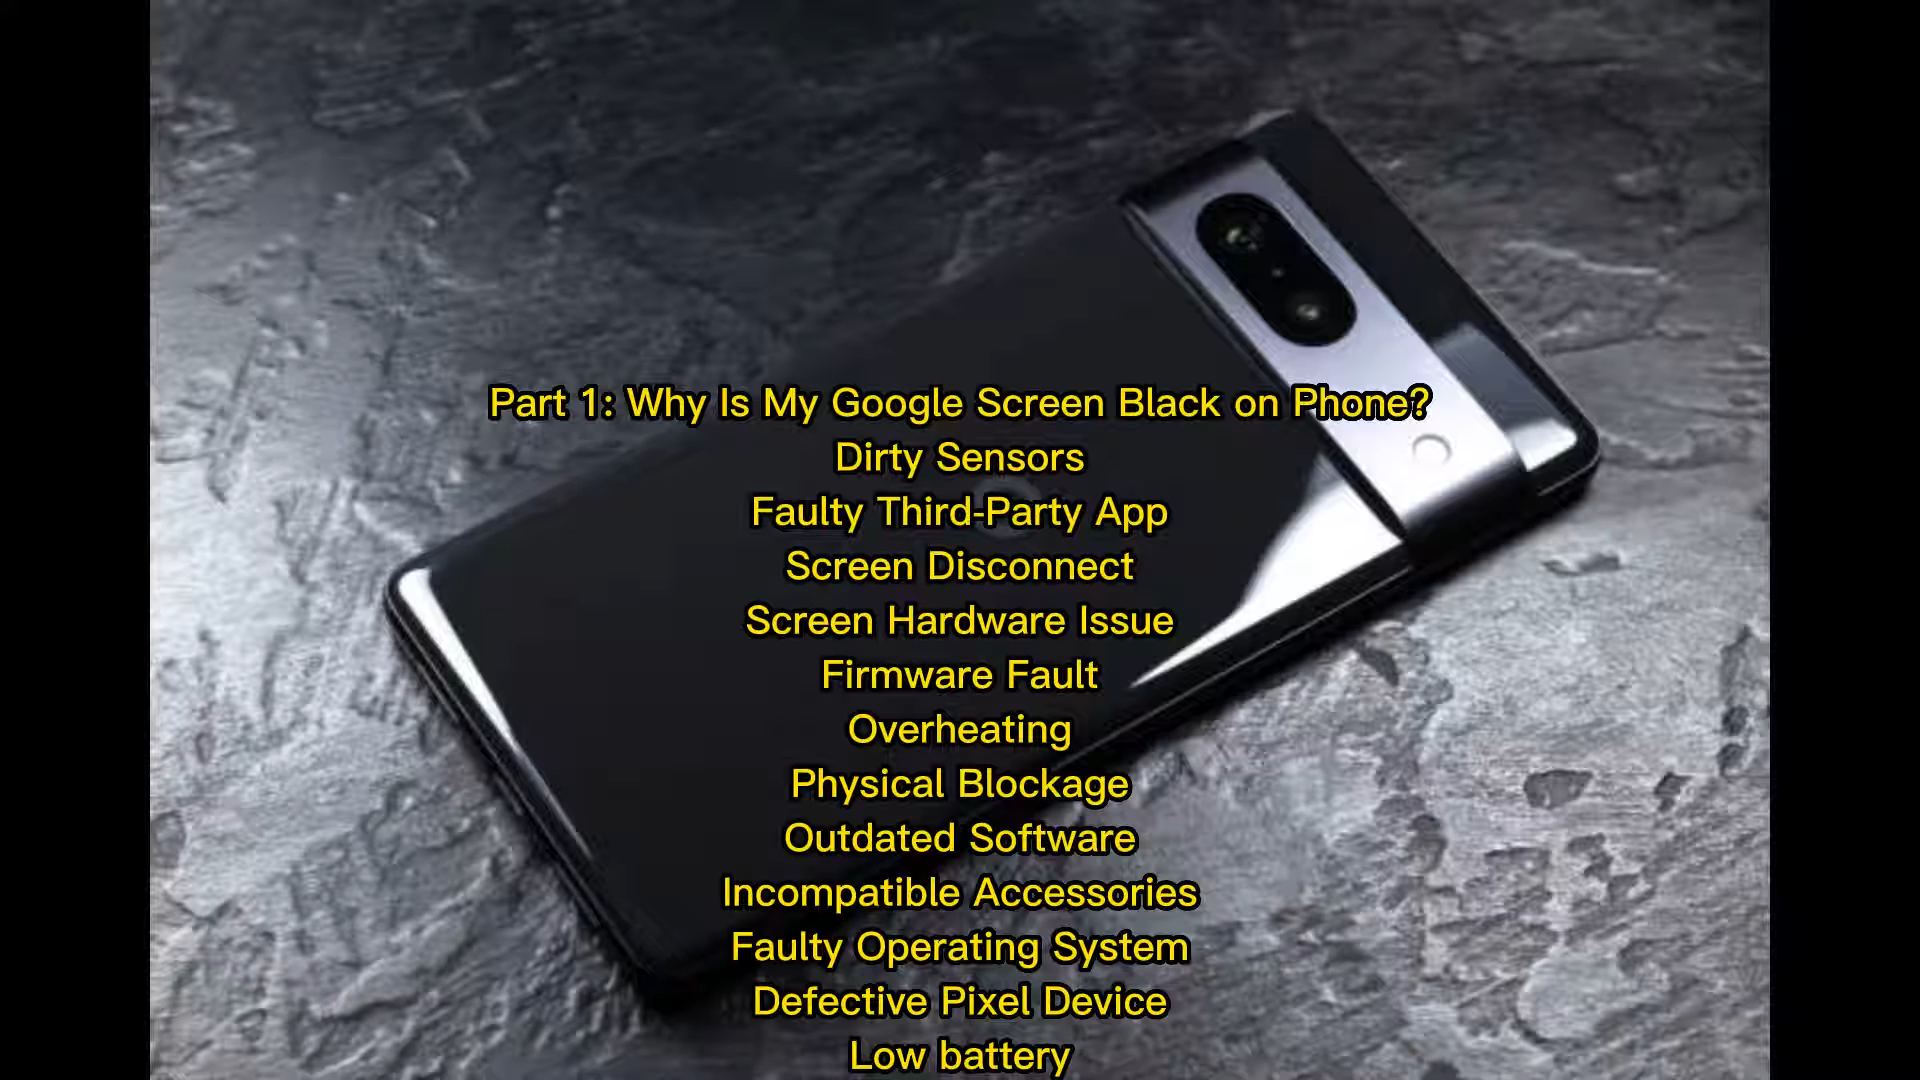 Part 1: Why Is My Google Screen Black on Phone?
Dirty Sensors
Faulty Third-Party App
Screen Disconnect
Screen Hardware Issue
Firmware Fault
Overheating
Physical Blockage
Outdated Software
Incompatible Accessories
Faulty Operating System
Defective Pixel Device
Low battery